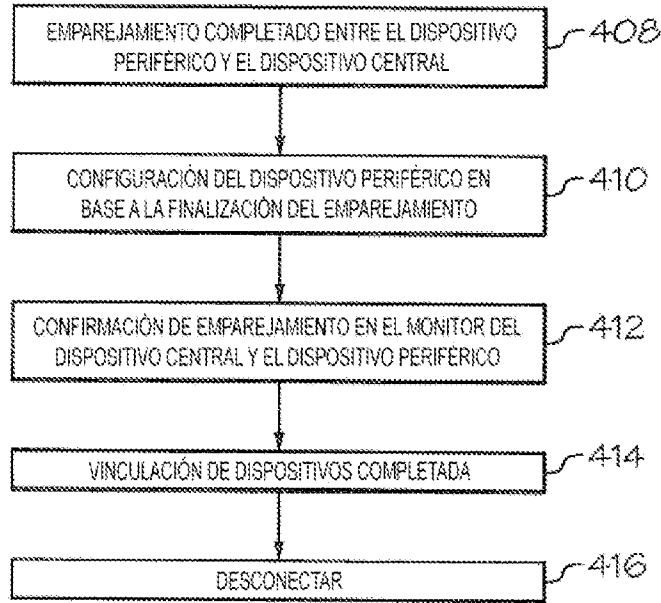 EMPAREJAMIENTO COMPLETADO ENTRE EL DISPOSITIVO
PERIFÉRICO Y EL DISPOSITIVO CENTRAL
408
CONFIGURACIÓN DEL DISPOSITIVO PERIFÉRICO EN
BASE A LA FINALIZACIÓN DEL EMPAREJAMIENTO
410
CONFIRMACIÓN DE EMPAREJAMIENTO EN EL MONITOR DEL
DISPOSITIVO CENTRAL Y EL DISPOSITIVO PERIFÉRICO
412
VINCULACIÓN DE DISPOSITIVOS COMPLETADA
414
DESCONECTAR
416